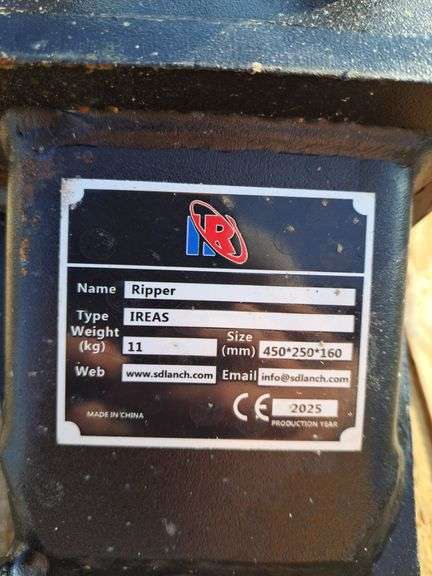 Name Ripper
Type IREAS
Weight (kg) 11 Size (mm) 450*250*160
Web www.sdlanch.com Email info@sdlanch.com
MADE IN CHINA CE 2025
PRODUCTION YEAR